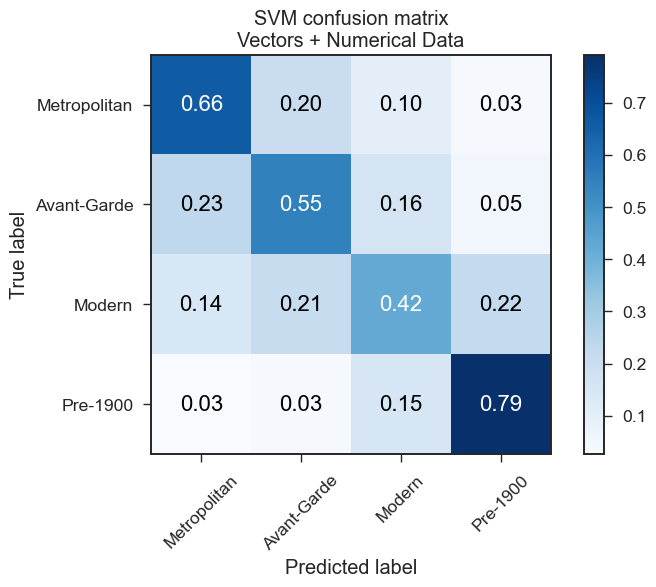 SVM confusion matrix
Vectors + Numerical Data
True label
Metropolitan 0.66 0.20 0.10 0.03
Avant-Garde 0.23 0.55 0.16 0.05
Modern 0.14 0.21 0.42 0.22
Pre-1900 0.03 0.03 0.15 0.79
Metropolitan Avant-Garde Modern Pre-1900
Predicted label
0.7
0.6
0.5
0.4
0.3
0.2
0.1